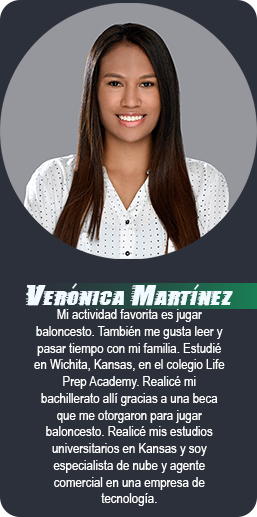 Verónica Martínez
Mi actividad favorita es jugar
baloncesto. También me gusta leer y
pasar tiempo con mi familia. Estudié
en Wichita, Kansas, en el colegio Life
Prep Academy. Realicé mi
bachillerato allí gracias a una beca
que me otorgaron para jugar
baloncesto. Realicé mis estudios
universitarios en Kansas y soy
especialista de nube y agente
comercial en una empresa de
tecnología.